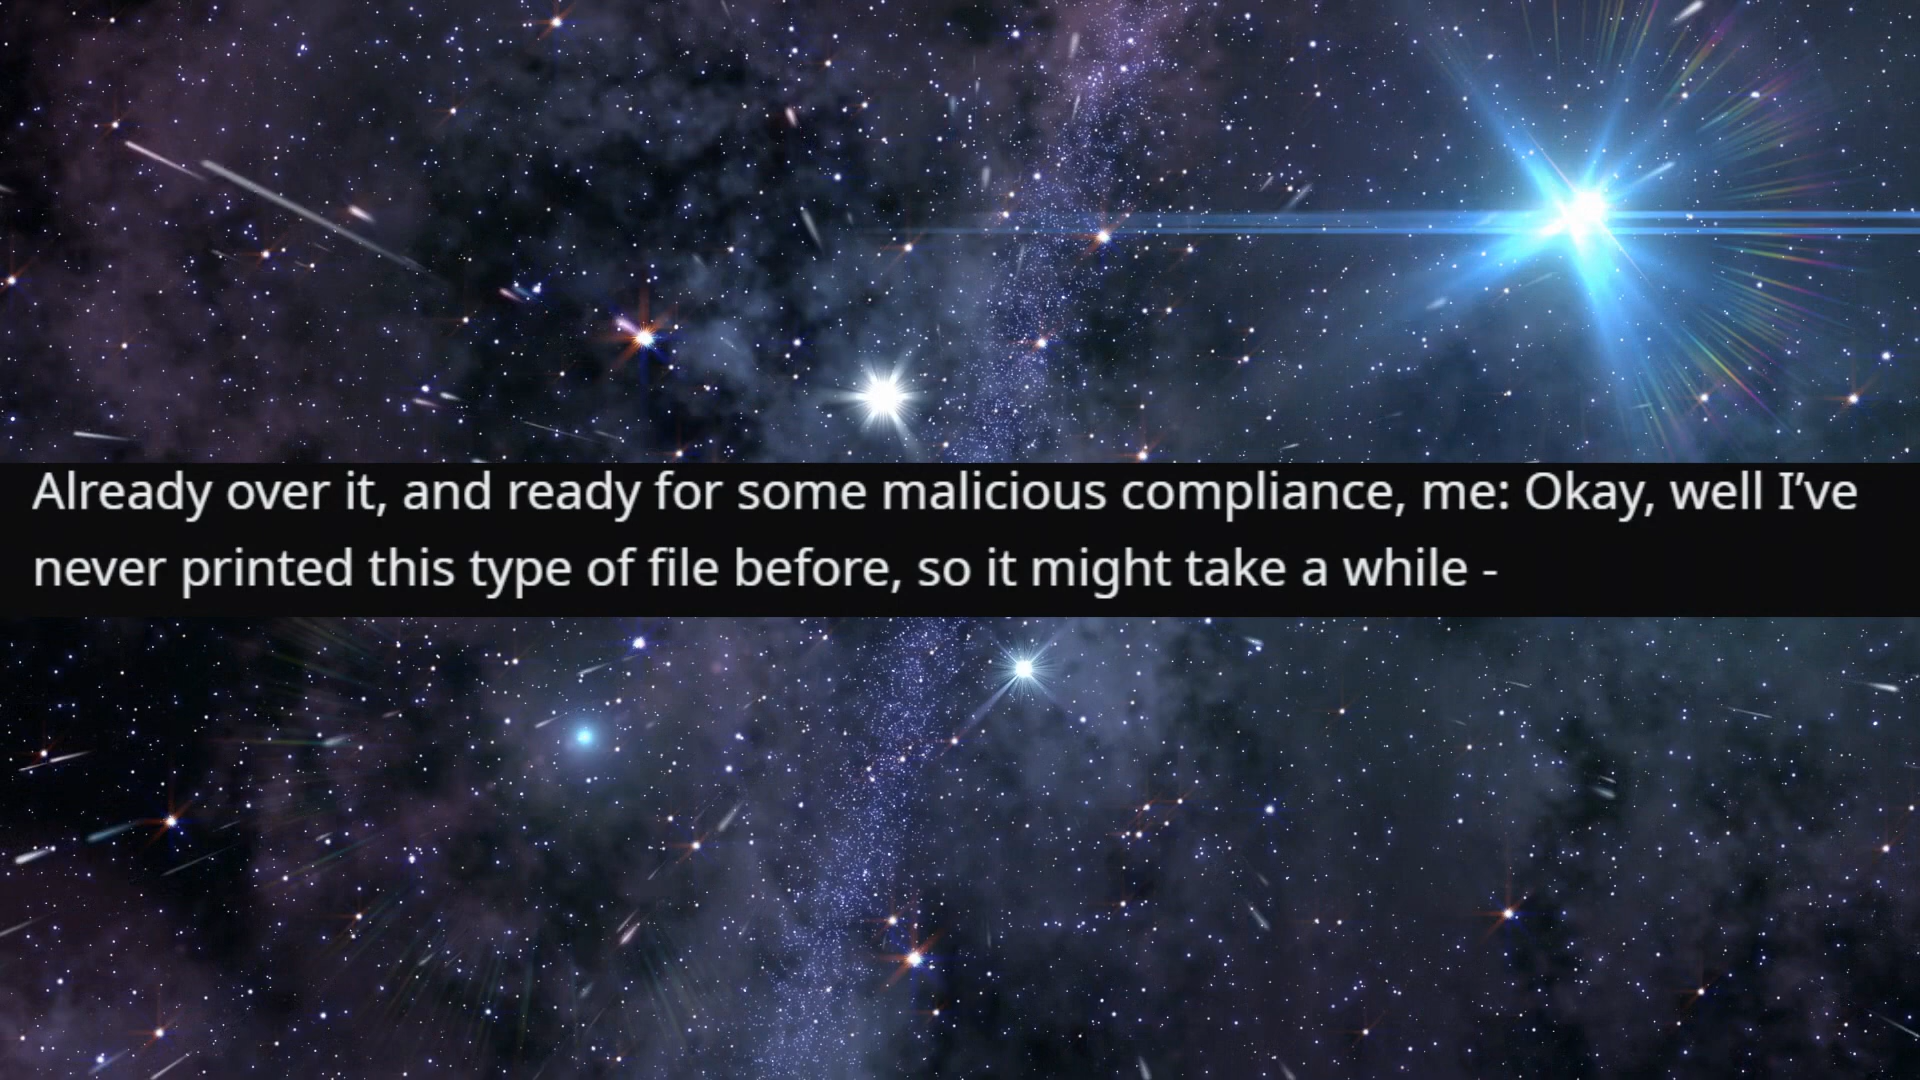 Already over it, and ready for some malicious compliance, me: Okay, well I’ve
never printed this type of file before, so it might take a while -